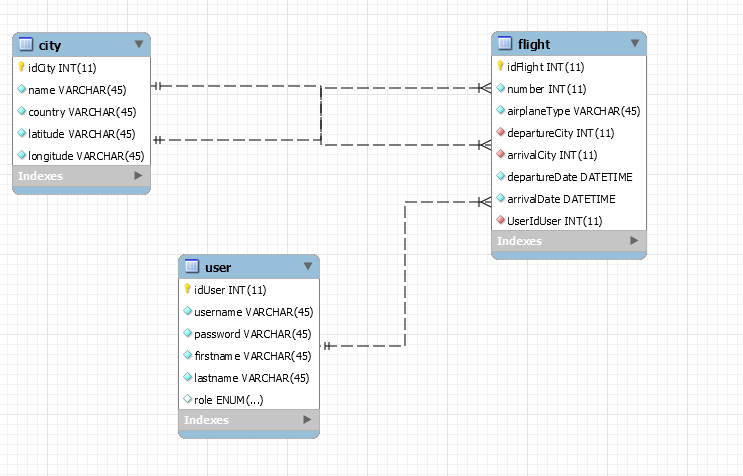 city
idCity INT(11)
name VARCHAR(45)
country VARCHAR(45)
latitude VARCHAR(45)
longitude VARCHAR(45)
Indexes
flight
idFlight INT(11)
number INT(11)
airplaneType VARCHAR(45)
departureCity INT(11)
arrivalCity INT(11)
departureDate DATETIME
arrivalDate DATETIME
UserIdUser INT(11)
Indexes
user
idUser INT(11)
username VARCHAR(45)
password VARCHAR(45)
firstname VARCHAR(45)
lastname VARCHAR(45)
role ENUM(...)
Indexes